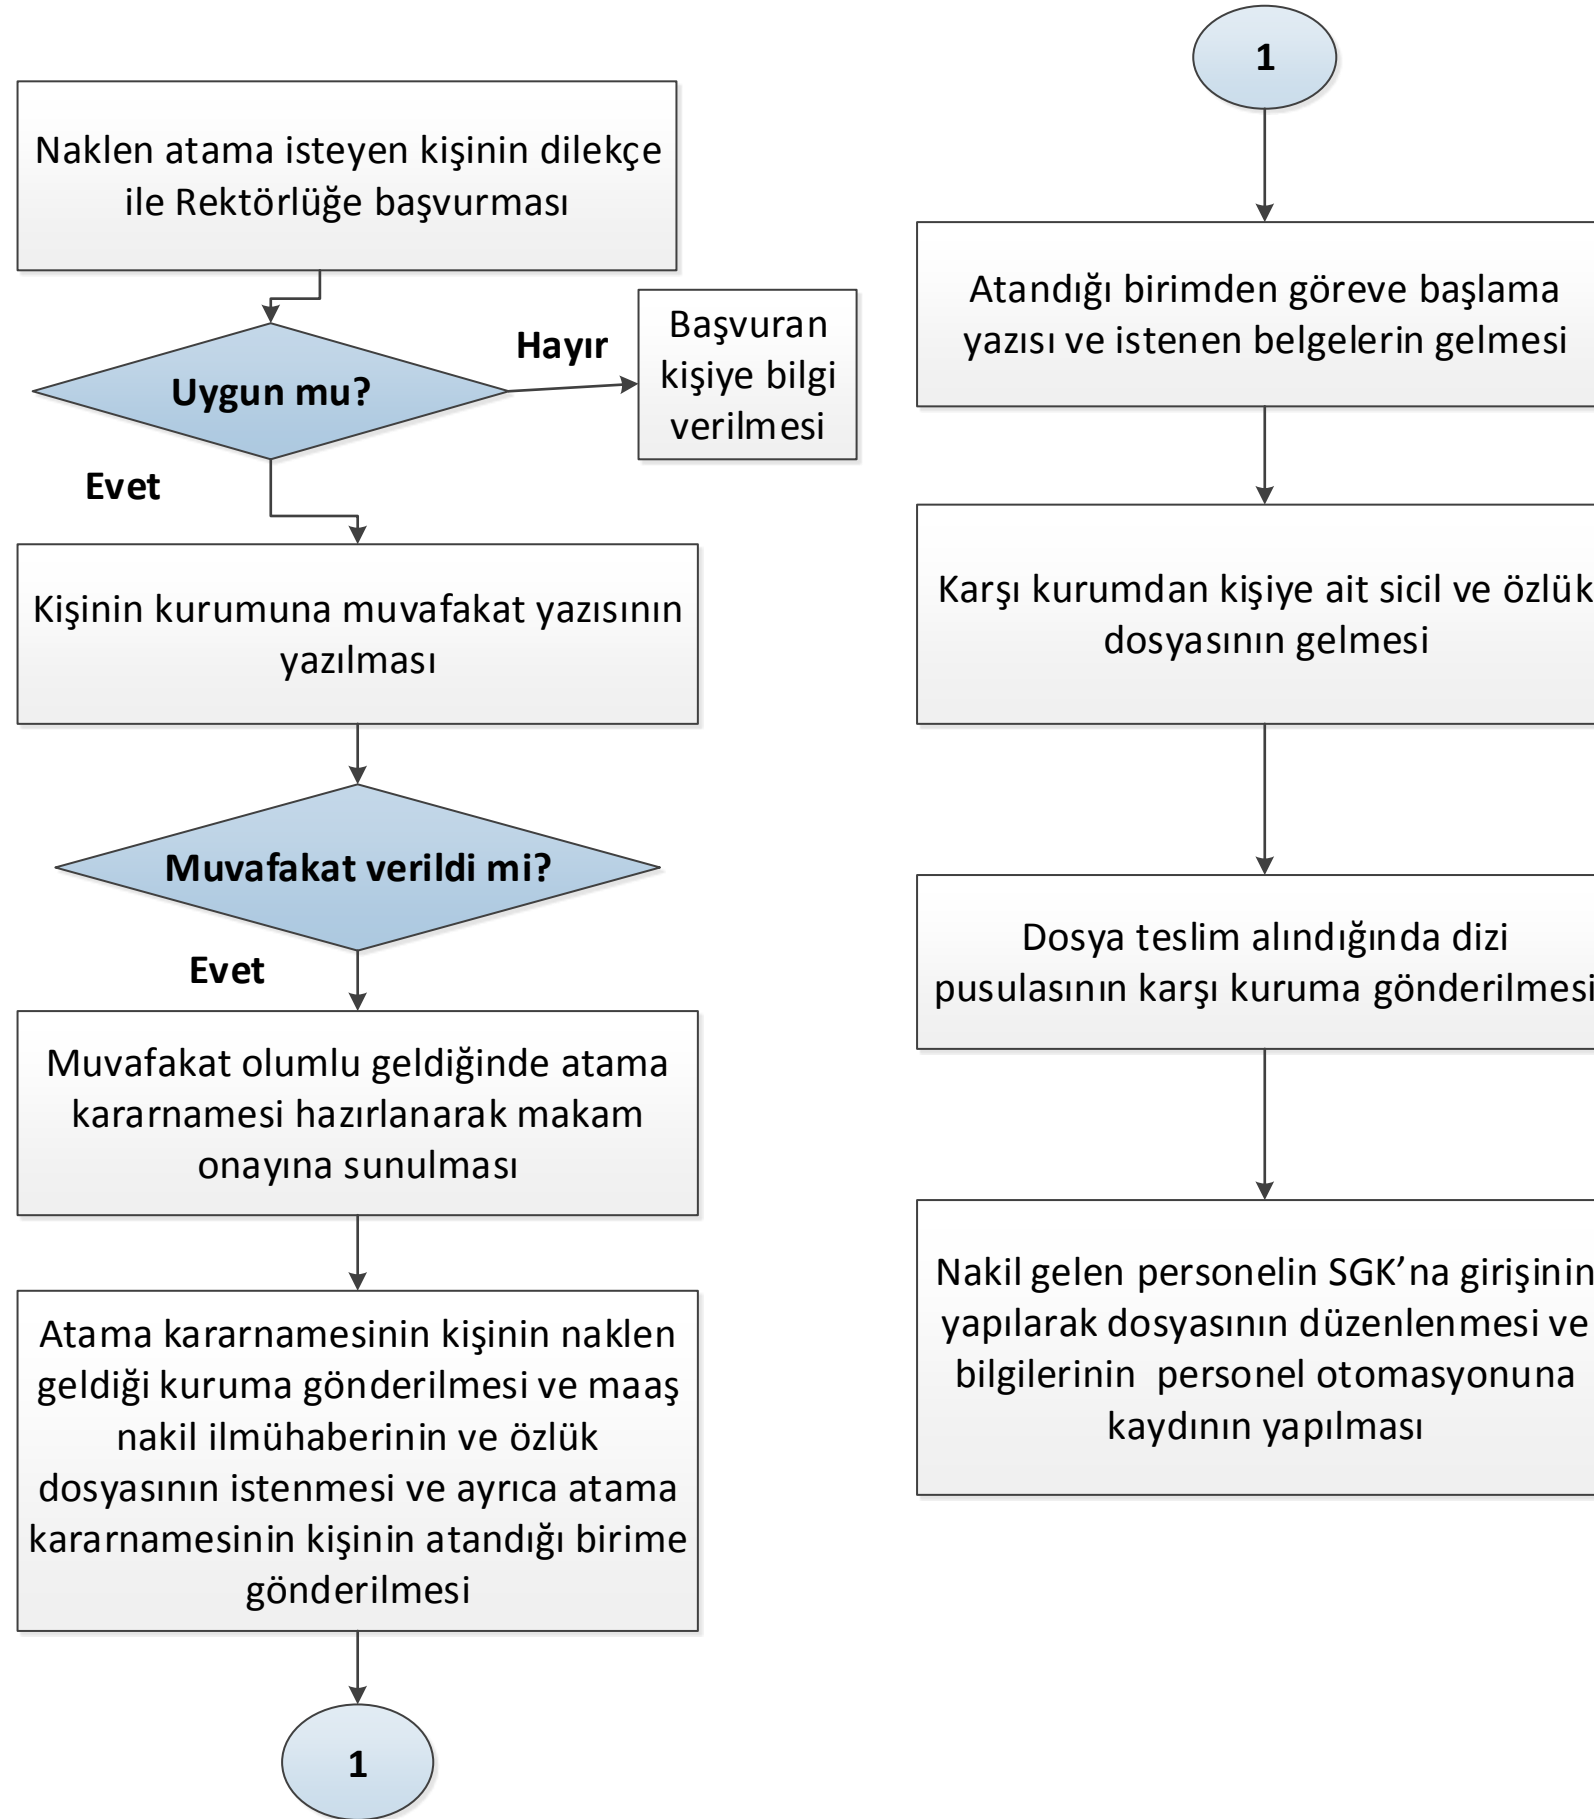 Naklen atama isteyen kişinin dilekçe
ile Rektörlüğe başvurması
Uygun mu?
Hayır
Başvuran
kişiye bilgi
verilmesi
Evet
Kişinin kurumuna muvafakat yazısının
yazılması
Muvafakat verildi mi?
Evet
Muvafakat olumlu geldiğinde atama
kararnamesi hazırlanarak makam
onayına sunulması
Atama kararnamesinin kişinin naklen
geldiği kuruma gönderilmesi ve maaş
nakil ilmühaberinin ve özlük
dosyasının istenmesi ve ayrıca atama
kararnamesinin kişinin atandığı birime
gönderilmesi
1
1
Atandığı birimden göreve başlama
yazısı ve istenen belgelerin gelmesi
Karşı kurumdan kişiye ait sicil ve özlük
dosyasının gelmesi
Dosya teslim alındığında dizi
pusulasının karşı kuruma gönderilmesi
Nakil gelen personelin SGK’na girişinin
yapılarak dosyasının düzenlenmesi ve
bilgilerinin  personel otomasyonuna
kaydının yapılması